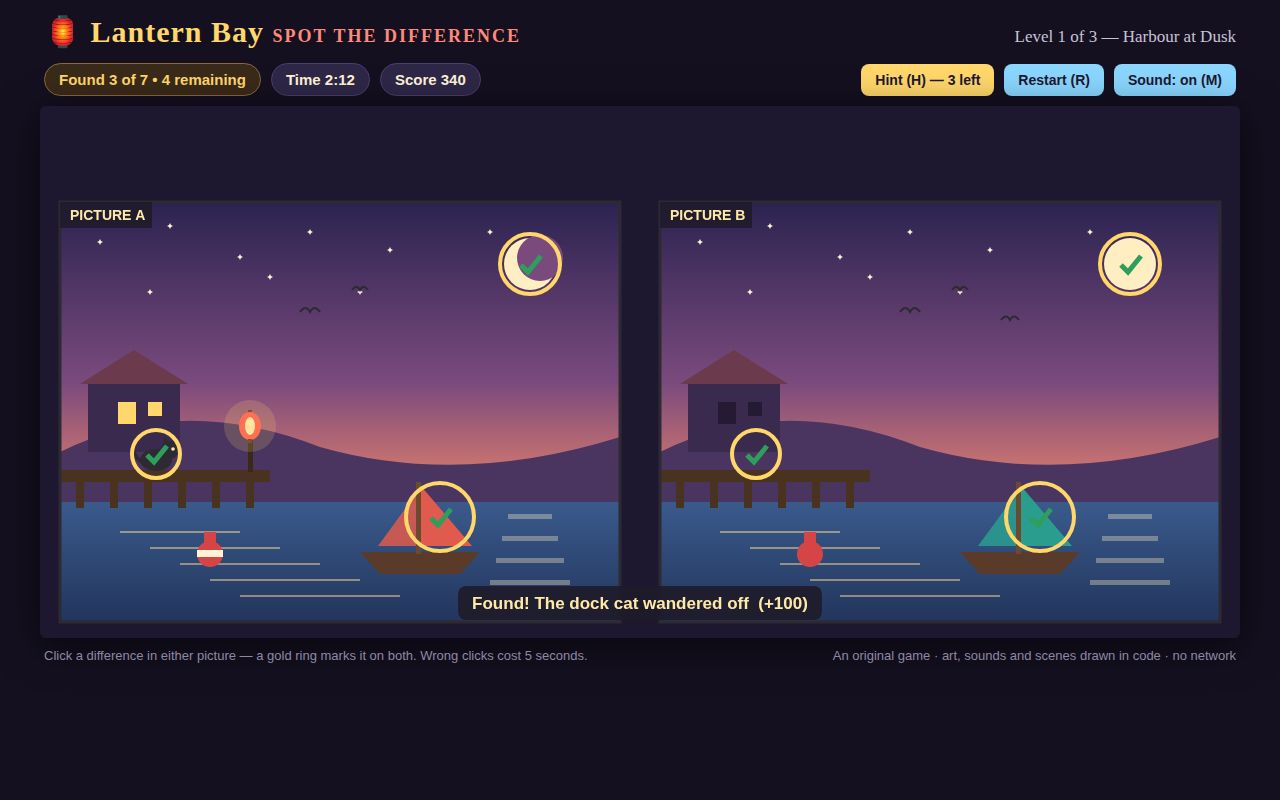 Lantern Bay SPOT THE DIFFERENCE
Level 1 of 3 — Harbour at Dusk
Found 3 of 7 • 4 remaining
Time 2:12
Score 340
Hint (H) — 3 left
Restart (R)
Sound: on (M)
PICTURE A
PICTURE B
Found! The dock cat wandered off (+100)
Click a difference in either picture — a gold ring marks it on both. Wrong clicks cost 5 seconds.
An original game · art, sounds and scenes drawn in code · no network